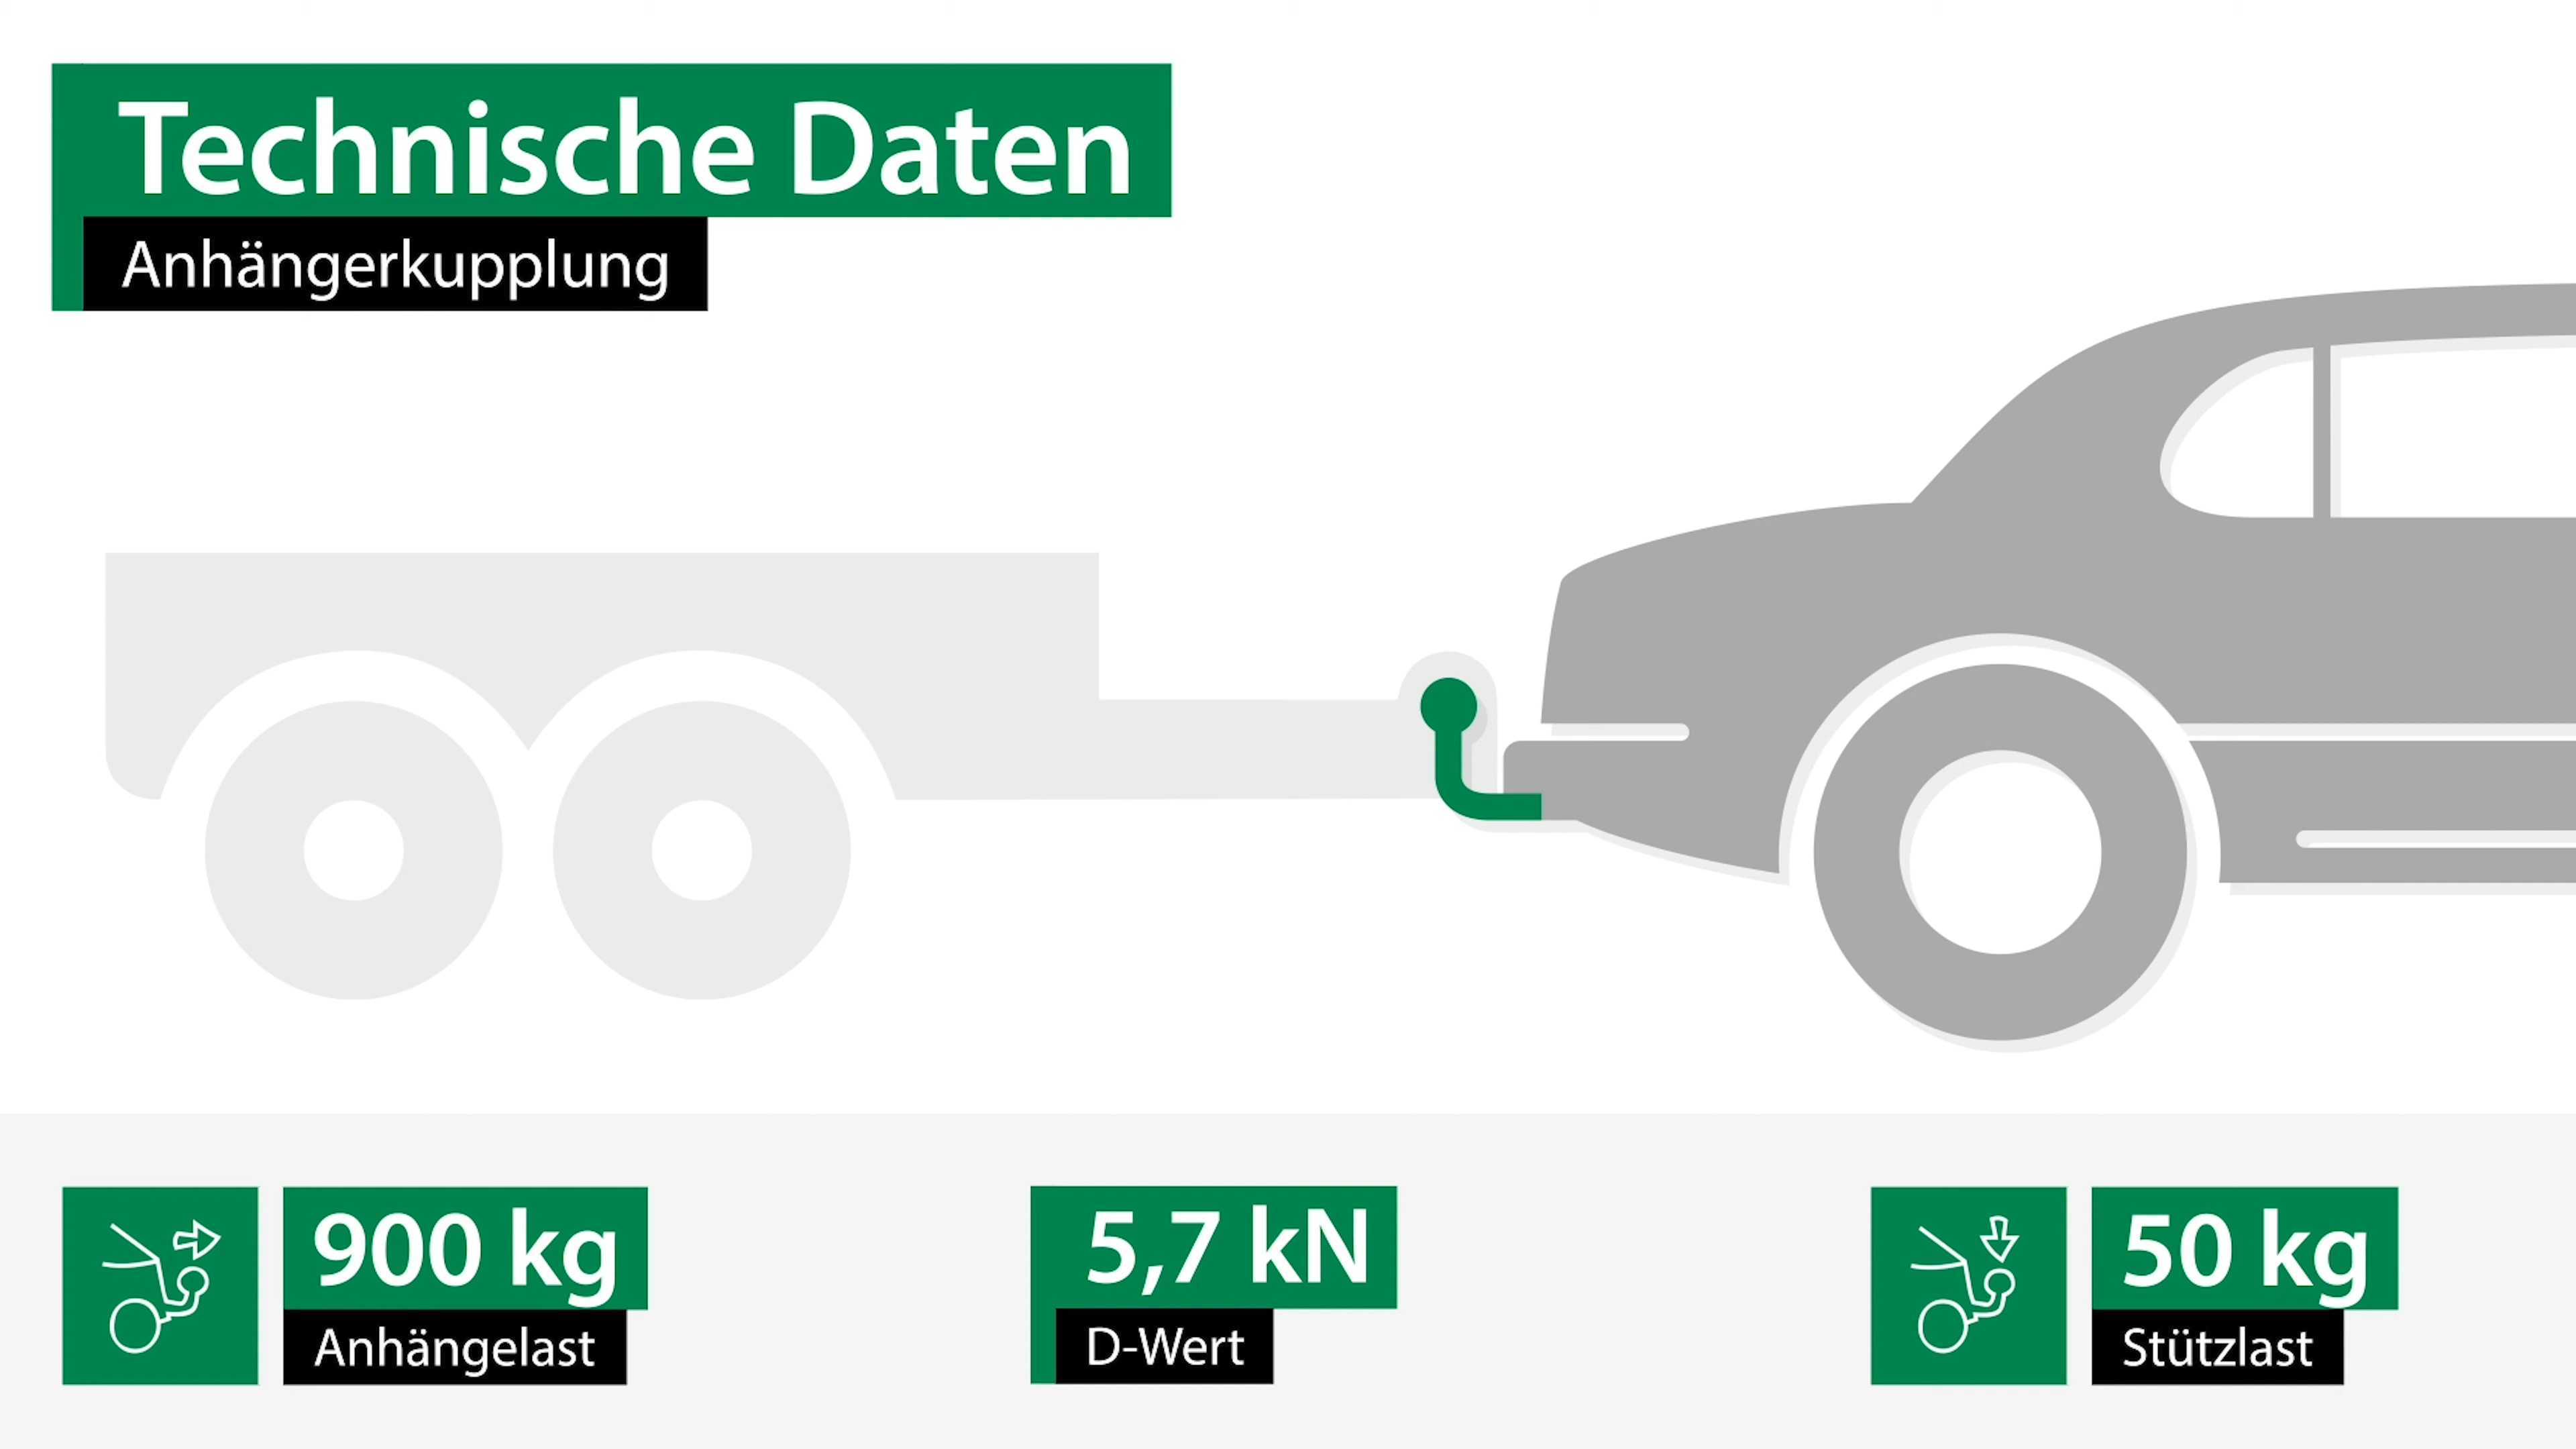 Technische Daten
Anhängerkupplung
900 kg
Anhängelast
5,7 kN
D-Wert
50 kg
Stützlast